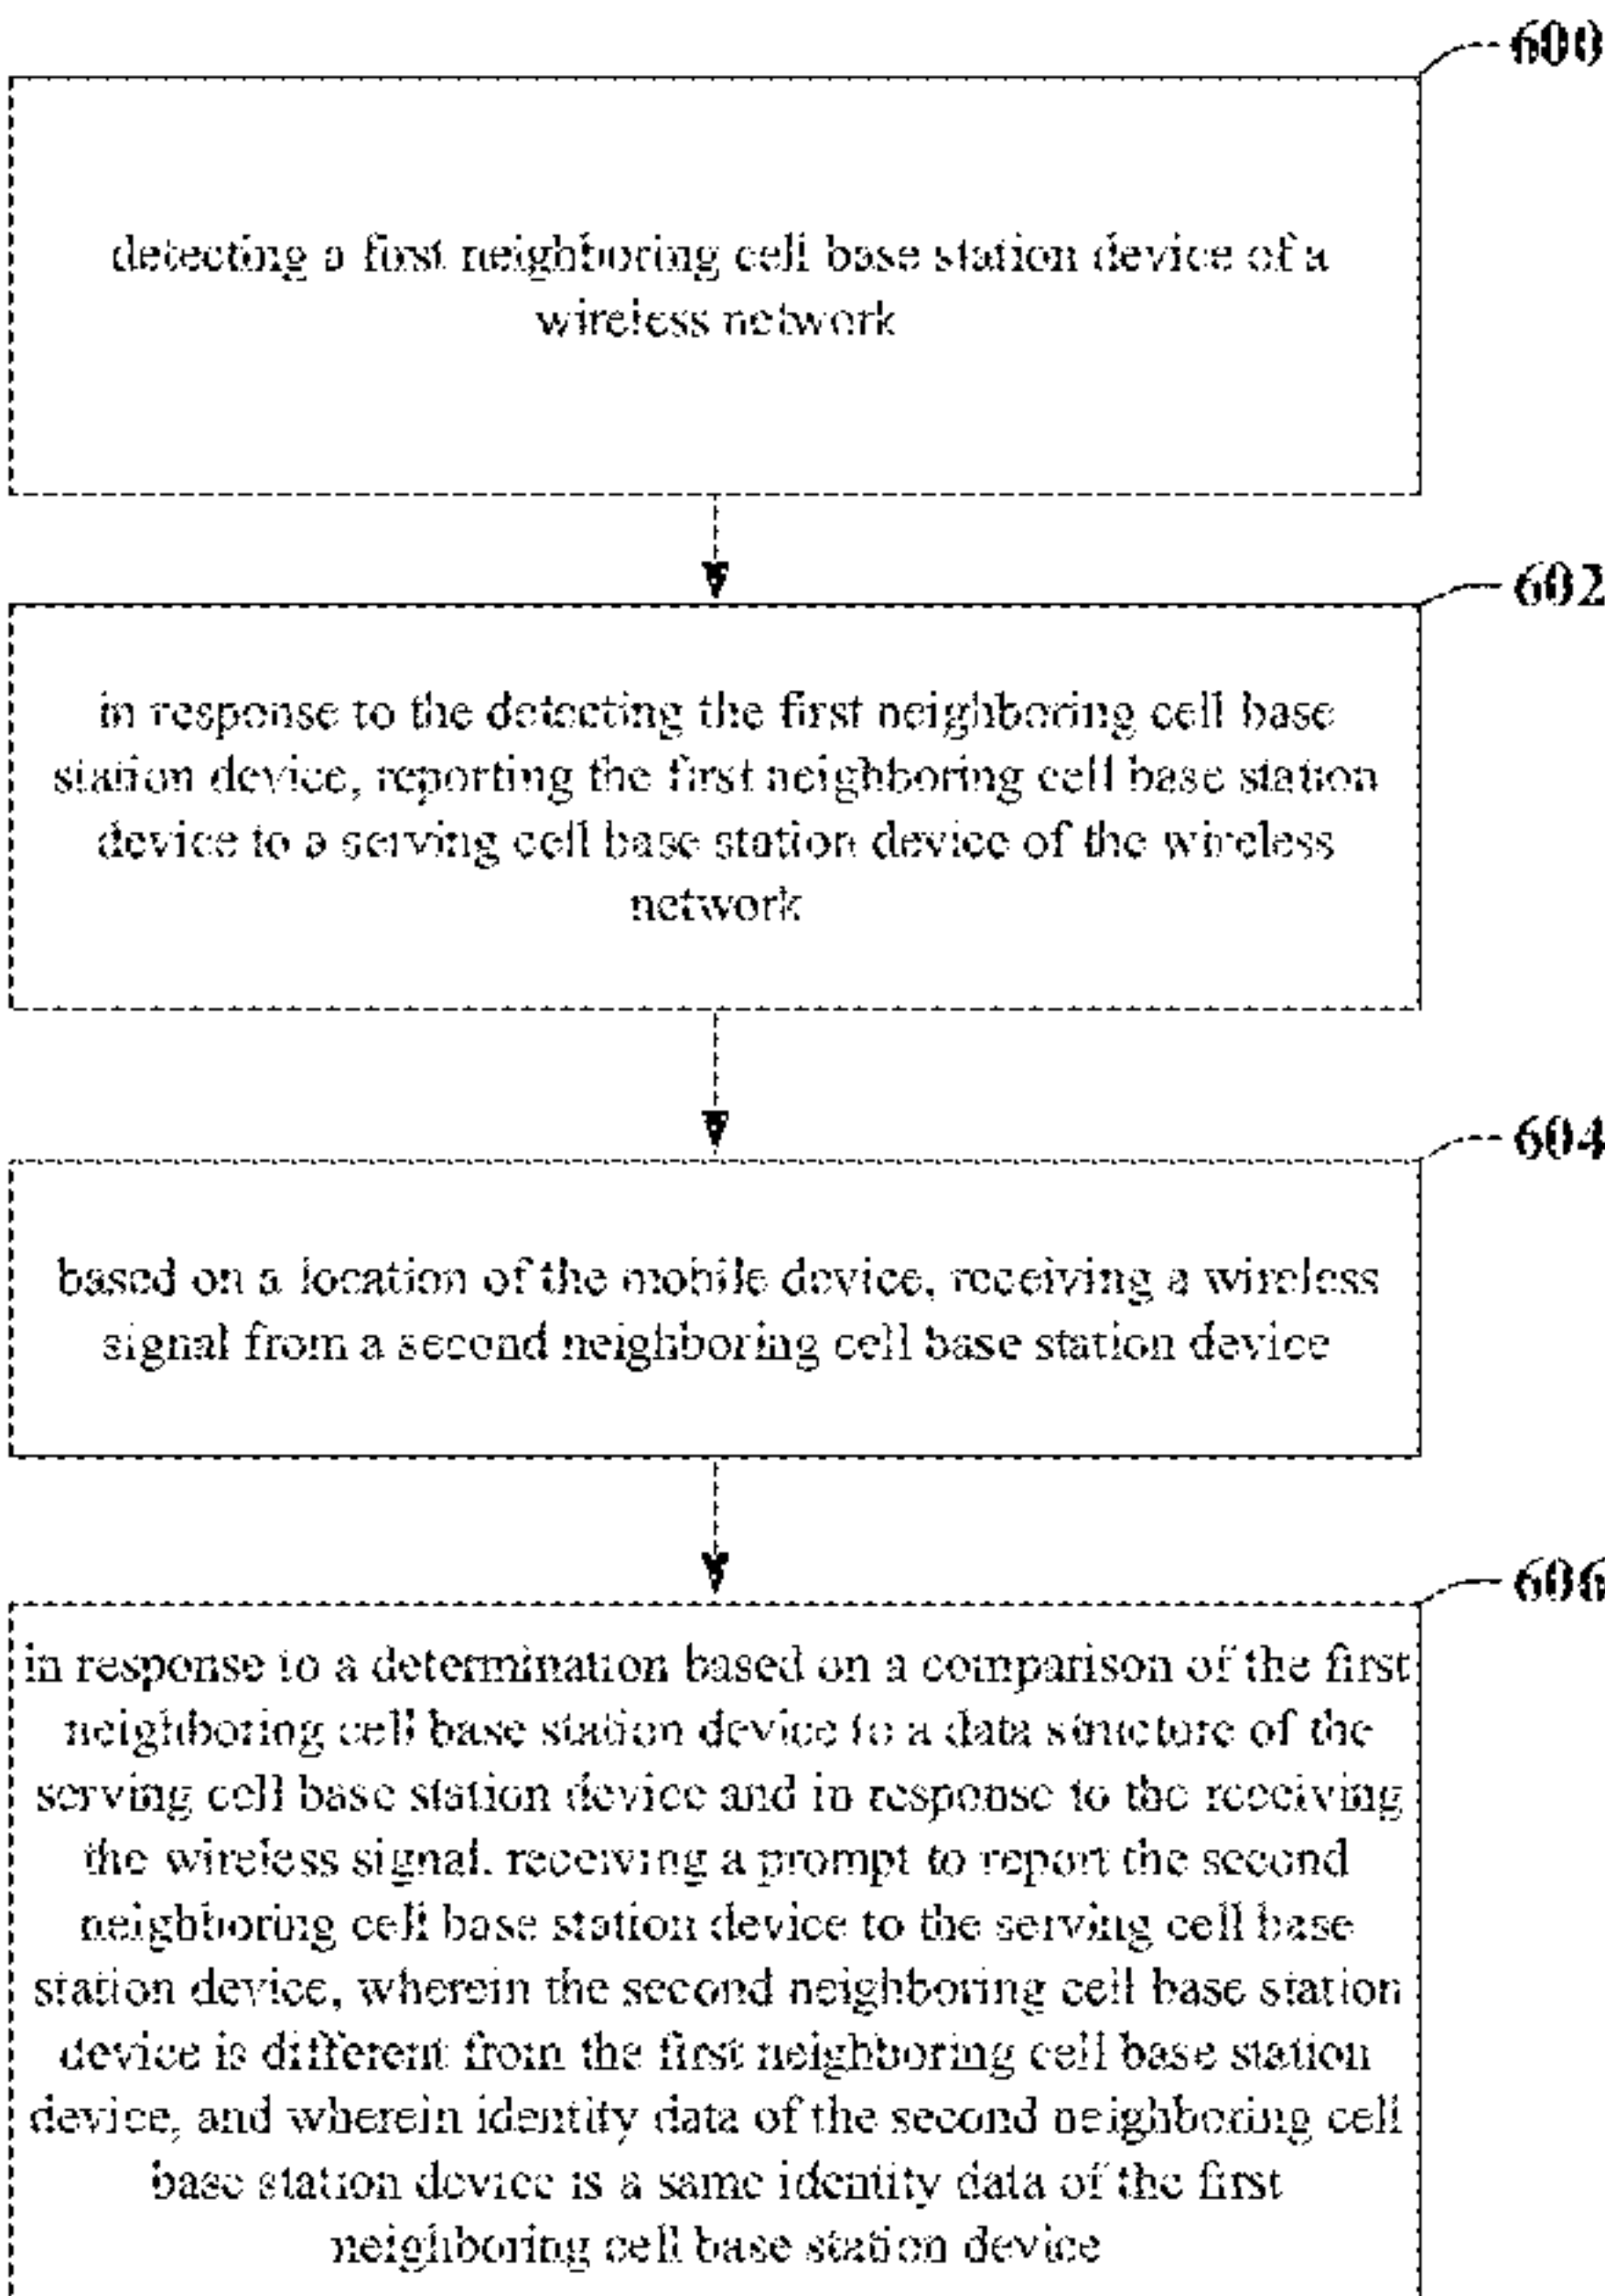 600
detecting a first neighboring cell base station device of a
wireless network
602
in response to the detecting the first neighboring cell base
station device, reporting the first neighboring cell base station
device to a serving cell base station device of the wireless
network
604
based on a location of the mobile device, receiving a wireless
signal from a second neighboring cell base station device
606
in response to a determination based on a comparison of the first
neighboring cell base station device to a data structure of the
serving cell base station device and in response to the receiving
the wireless signal, receiving a prompt to report the second
neighboring cell base station device to the serving cell base
station device, wherein the second neighboring cell base station
device is different from the first neighboring cell base station
device, and wherein identity data of the second neighboring cell
base station device is a same identity data of the first
neighboring cell base station device